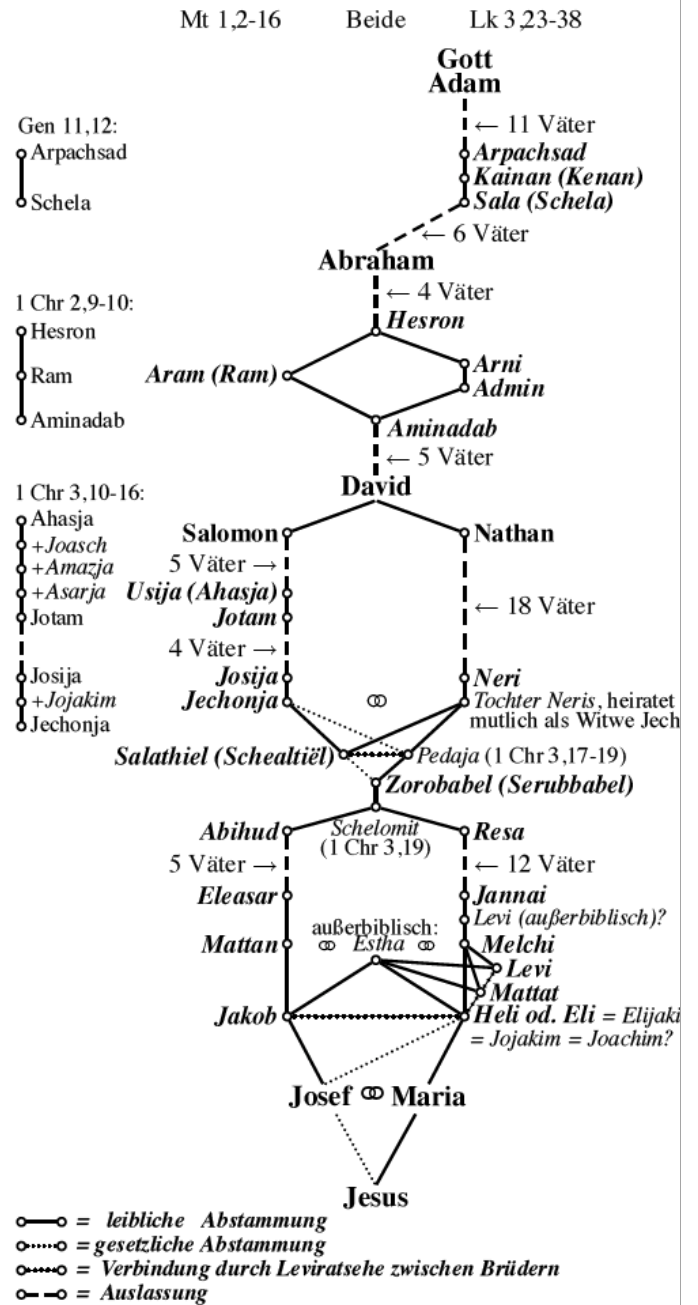 Mt 1,2-16 Beide Lk 3,23-38
Gott
Adam
← 11 Väter
Gen 11,12:
Arpachsad
Schela
Arpachsad
Kainan (Kenan)
Sala (Schela)
← 6 Väter
Abraham
← 4 Väter
1 Chr 2,9-10:
Hesron
Ram
Aminadab
Hesron
Aram (Ram)
Arni
Admin
Aminadab
← 5 Väter
David
1 Chr 3,10-16:
Ahasja
+Joasch
+Amazja
+Asarja
Jotam
Josija
+Jojakim
Jechonja
Salomon
Nathan
5 Väter →
Usija (Ahasja)
Jotam
← 18 Väter
4 Väter →
Josija
Jechonja
Neri
Tochter Neris, heiratet
mutlich als Witwe Jech
Salathiel (Schealtiël)
Pedaja (1 Chr 3,17-19)
Zorobabel (Serubbabel)
Abihud
Schelomit
(1 Chr 3,19)
Resa
5 Väter →
← 12 Väter
Eleasar
Jannai
Levi (außerbiblisch)?
außerbiblisch:
Estha
Mattan
Melchi
Levi
Mattat
Jakob
Heli od. Eli = Elijaki
= Jojakim = Joachim?
Josef Maria
Jesus
= leibliche Abstammung
= gesetzliche Abstammung
= Verbindung durch Leviratsehe zwischen Brüdern
= Auslassung